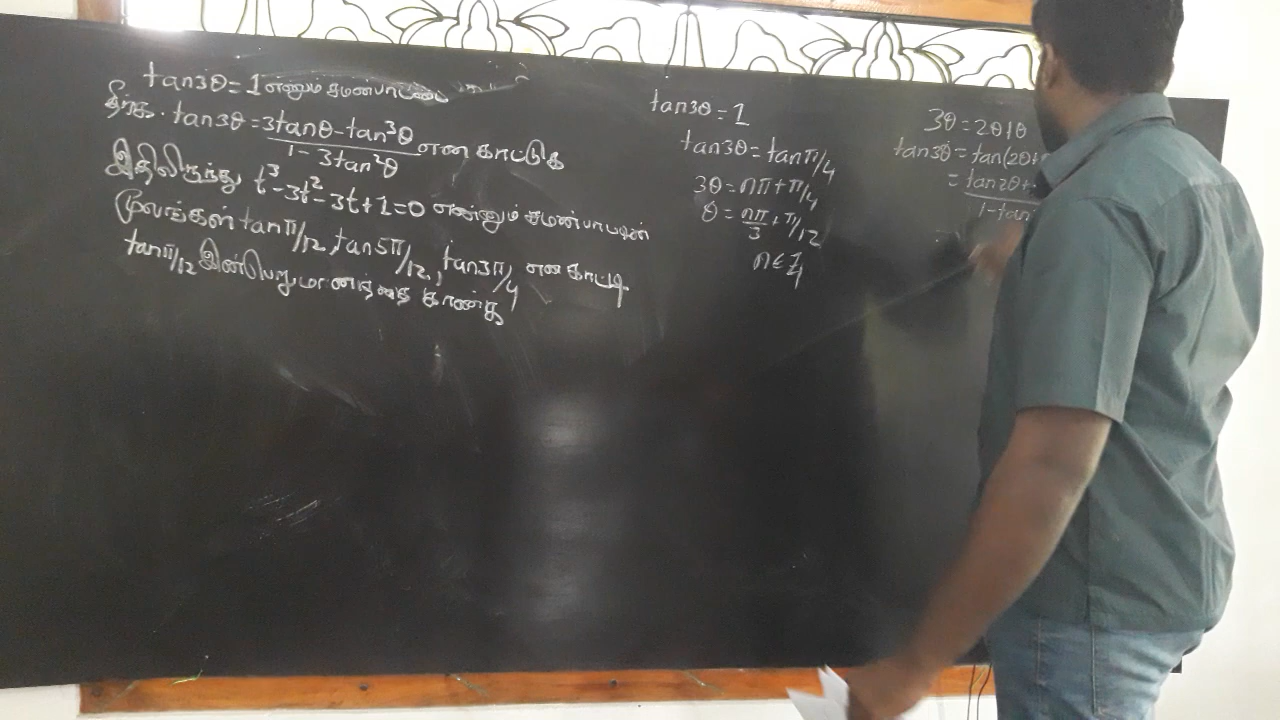 tan3θ = 1 எனும் சமன்பாட்டை
தீர்க்க. tan3θ = 3tanθ - tan³θ / 1 - 3tan²θ என காட்டுக
இதிலிருந்து t³ - 3t² - 3t + 1 = 0 என்னும் சமன்பாட்டின்
மூலங்கள் tanπ/12, tan5π/12, tan3π/4 என காட்டி
tanπ/12 இன் பெறுமானத்தை காண்க
tan3θ = 1
tan3θ = tanπ/4
3θ = nπ + π/4
θ = nπ/3 + π/12
n ∈ ℤ
3θ = 2θ+θ
tan3θ = tan(2θ+
= tan2θ+
1 - tan